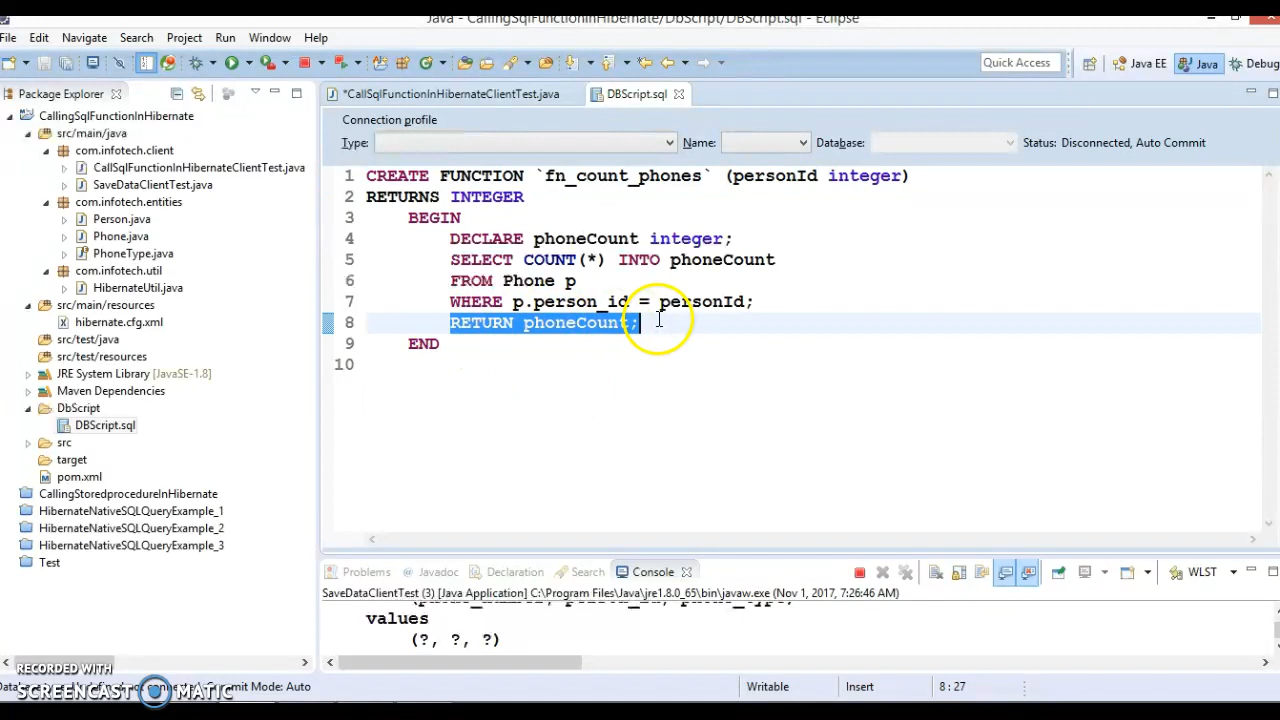 Java - CallingSqlFunctionInHibernate/DbScript/DBScript.sql - Eclipse
File Edit Navigate Search Project Run Window Help
Quick Access Java EE Java Debug
Package Explorer
*CallSqlFunctionInHibernateClientTest.java DBScript.sql
CallingSqlFunctionInHibernate
src/main/java
com.infotech.client
CallSqlFunctionInHibernateClientTest.java
SaveDataClientTest.java
com.infotech.entities
Person.java
Phone.java
PhoneType.java
com.infotech.util
HibernateUtil.java
src/main/resources
hibernate.cfg.xml
src/test/java
src/test/resources
JRE System Library [JavaSE-1.8]
Maven Dependencies
DbScript
DBScript.sql
src
target
pom.xml
CallingStoredprocedureInHibernate
HibernateNativeSQLQueryExample_1
HibernateNativeSQLQueryExample_2
HibernateNativeSQLQueryExample_3
Test
Connection profile
Type: Name: Database: Status: Disconnected, Auto Commit
1 CREATE FUNCTION `fn_count_phones` (personId integer)
2 RETURNS INTEGER
3 BEGIN
4 DECLARE phoneCount integer;
5 SELECT COUNT(*) INTO phoneCount
6 FROM Phone p
7 WHERE p.person_id = personId;
8 RETURN phoneCount;
9 END
10
Problems Javadoc Declaration Search Console WLST
SaveDataClientTest (3) [Java Application] C:\Program Files\Java\jre1.8.0_65\bin\javaw.exe (Nov 1, 2017, 7:26:46 AM)
(phone_number, person_id, phone_type)
values
(?, ?, ?)
RECORDED WITH
SCREENCAST MATIC
Commit Mode: Auto
Writable Insert 8 : 27